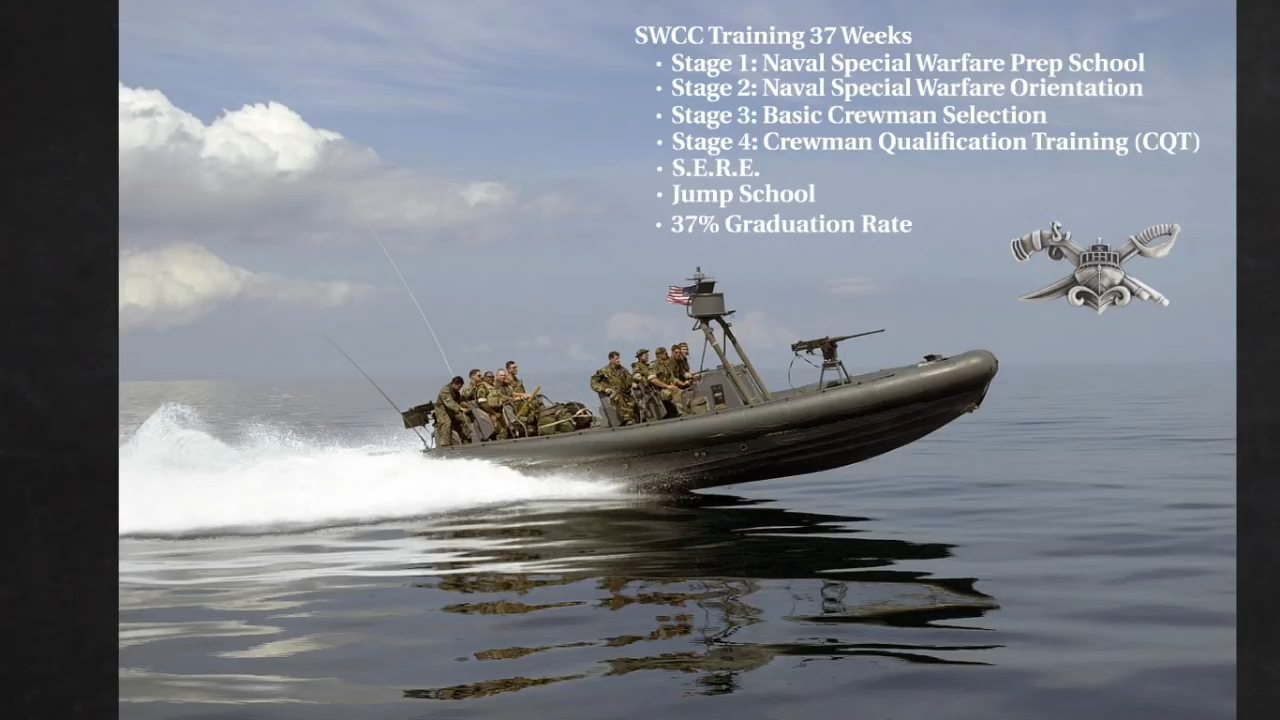 SWCC Training 37 Weeks
• Stage 1: Naval Special Warfare Prep School
• Stage 2: Naval Special Warfare Orientation
• Stage 3: Basic Crewman Selection
• Stage 4: Crewman Qualification Training (CQT)
• S.E.R.E.
• Jump School
• 37% Graduation Rate